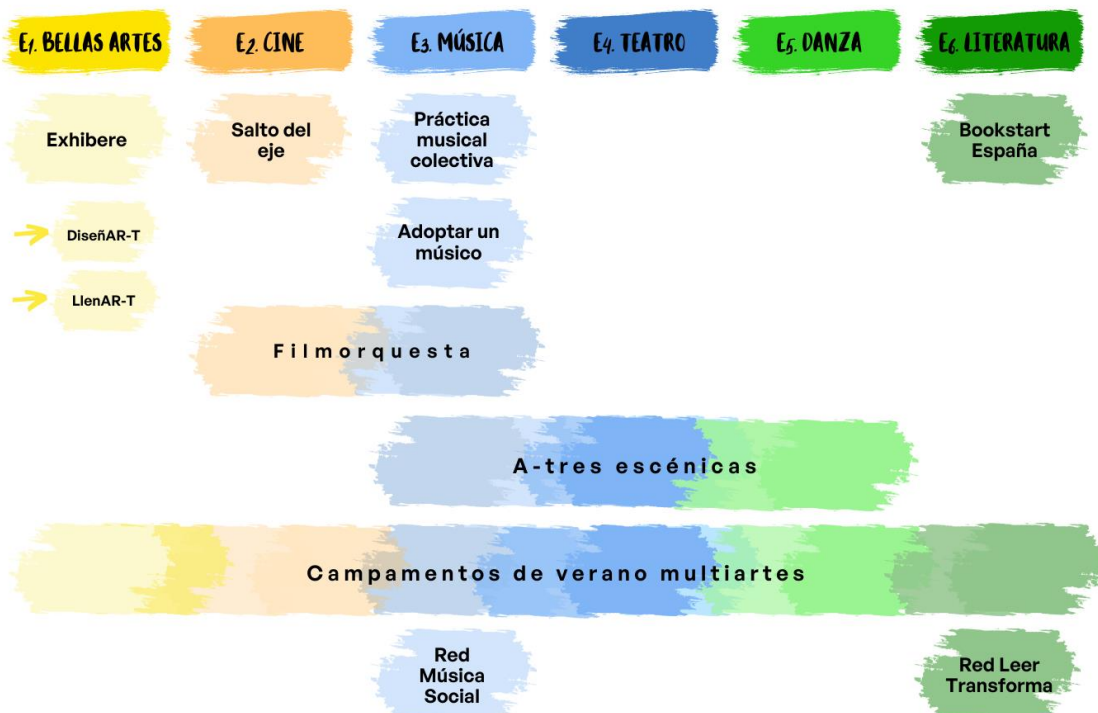 E1. BELLAS ARTES
E2. CINE
E3. MÚSICA
E4. TEATRO
E5. DANZA
E6. LITERATURA
Exhibere
Salto del
eje
Práctica
musical
colectiva
Bookstart
España
DiseñAR-T
Adoptar un
músico
LlenAR-T
Filmorquesta
A-tres escénicas
Campamentos de verano multiartes
Red
Música
Social
Red Leer
Transforma